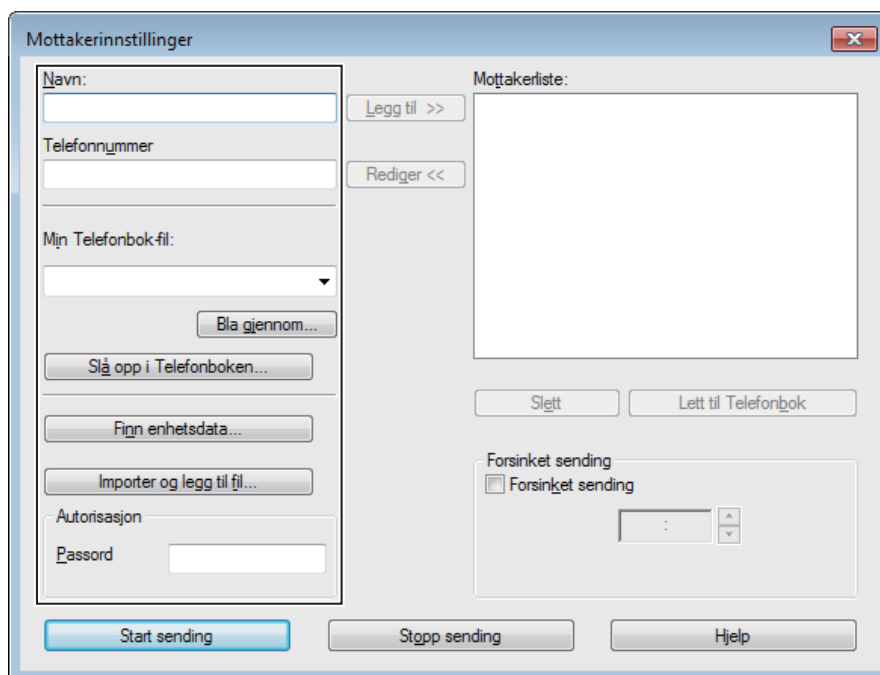 Mottakerinnstillinger
Navn:
Legg til >>
Telefonnummer
Rediger <<
Min Telefonbok-fil:
Bla gjennom...
Slå opp i Telefonboken...
Finn enhetsdata...
Importer og legg til fil...
Autorisasjon
Passord
Mottakerliste:
Slett
Lett til Telefonbok
Forsinket sending
Forsinket sending
:
Start sending
Stopp sending
Hjelp